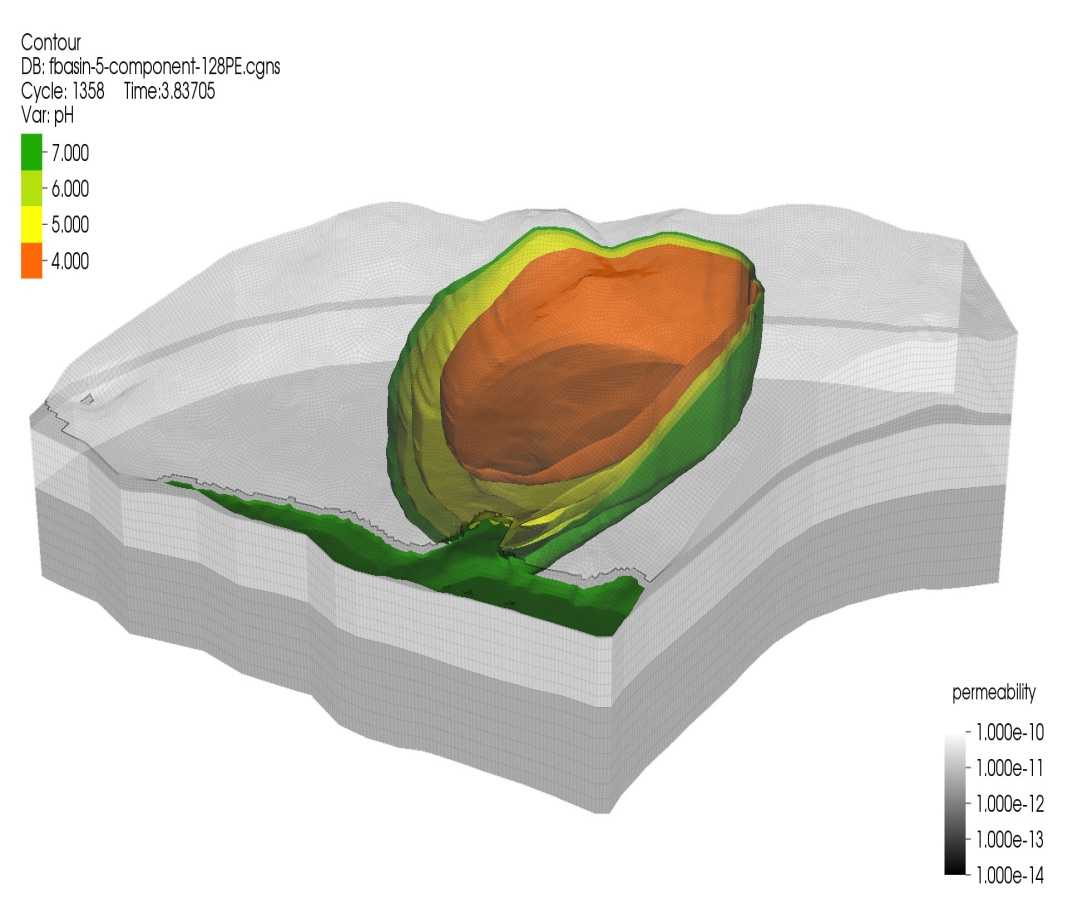 Contour
DB: fbasin-5-component-128PE.cgns
Cycle: 1358 Time:3.83705
Var: pH
7.000
6.000
5.000
4.000
permeability
1.000e-10
1.000e-11
1.000e-12
1.000e-13
1.000e-14